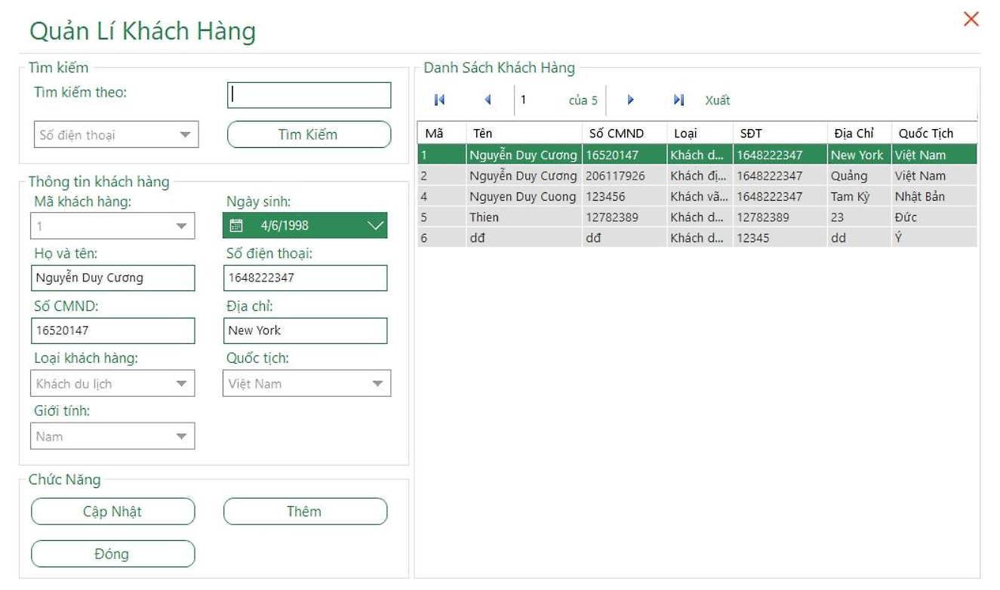 Quản Lí Khách Hàng
Tìm kiếm
Tìm kiếm theo:
Số điện thoại
Tìm Kiếm
Thông tin khách hàng
Mã khách hàng:
Ngày sinh:
1
4/6/1998
Họ và tên:
Số điện thoại:
Nguyễn Duy Cương
1648222347
Số CMND:
Địa chỉ:
16520147
New York
Loại khách hàng:
Quốc tịch:
Khách du lịch
Việt Nam
Giới tính:
Nam
Chức Năng
Cập Nhật
Thêm
Đóng
Danh Sách Khách Hàng
1 của 5 Xuất
Mã Tên Số CMND Loại SĐT Địa Chỉ Quốc Tịch
1 Nguyễn Duy Cương 16520147 Khách d... 1648222347 New York Việt Nam
2 Nguyễn Duy Cương 206117926 Khách đị... 1648222347 Quảng Việt Nam
4 Nguyen Duy Cuong 123456 Khách vã... 1648222347 Tam Kỳ Nhật Bản
5 Thien 12782389 Khách d... 12782389 23 Đức
6 dđ dđ Khách d... 12345 dd Ý